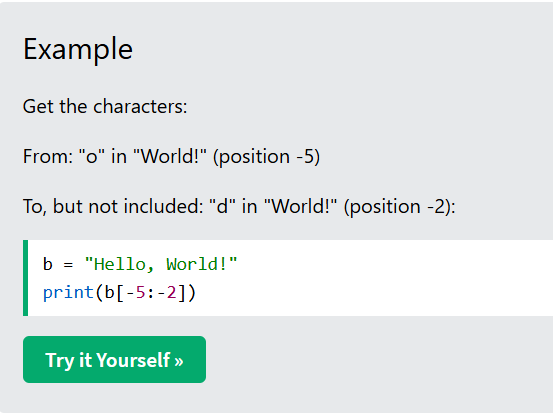 Example
Get the characters:
From: "o" in "World!" (position -5)
To, but not included: "d" in "World!" (position -2):
b = "Hello, World!"
print(b[-5:-2])
Try it Yourself »